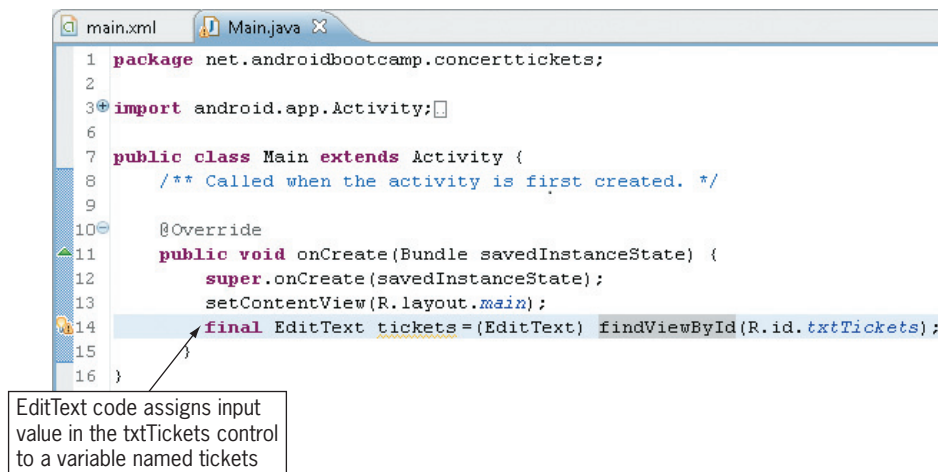 main.xml
Main.java
1 package net.androidbootcamp.concerttickets;
2
3 import android.app.Activity;
6
7 public class Main extends Activity {
8 /** Called when the activity is first created. */
9
10 @Override
11 public void onCreate(Bundle savedInstanceState) {
12 super.onCreate(savedInstanceState);
13 setContentView(R.layout.main);
14 final EditText tickets=(EditText) findViewById(R.id.txtTickets);
15 }
16 }
EditText code assigns input
value in the txtTickets control
to a variable named tickets